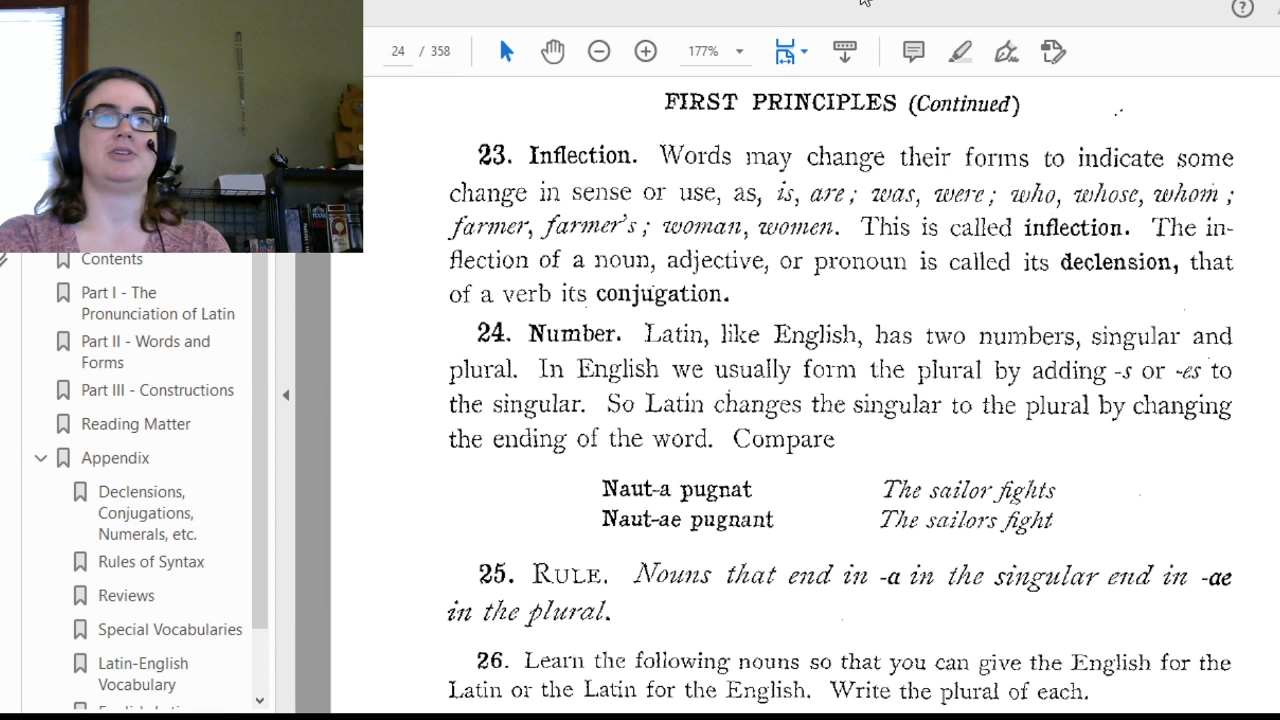 24 / 358
177%
Contents
Part I - The
Pronunciation of Latin
Part II - Words and
Forms
Part III - Constructions
Reading Matter
Appendix
Declensions,
Conjugations,
Numerals, etc.
Rules of Syntax
Reviews
Special Vocabularies
Latin-English
Vocabulary
FIRST PRINCIPLES (Continued)
23. Inflection. Words may change their forms to indicate some
change in sense or use, as, is, are; was, were; who, whose, whom;
farmer, farmer's; woman, women. This is called inflection. The in-
flection of a noun, adjective, or pronoun is called its declension, that
of a verb its conjugation.
24. Number. Latin, like English, has two numbers, singular and
plural. In English we usually form the plural by adding -s or -es to
the singular. So Latin changes the singular to the plural by changing
the ending of the word. Compare
Naut-a pugnat The sailor fights
Naut-ae pugnant The sailors fight
25. RULE. Nouns that end in -a in the singular end in -ae
in the plural.
26. Learn the following nouns so that you can give the English for the
Latin or the Latin for the English. Write the plural of each.